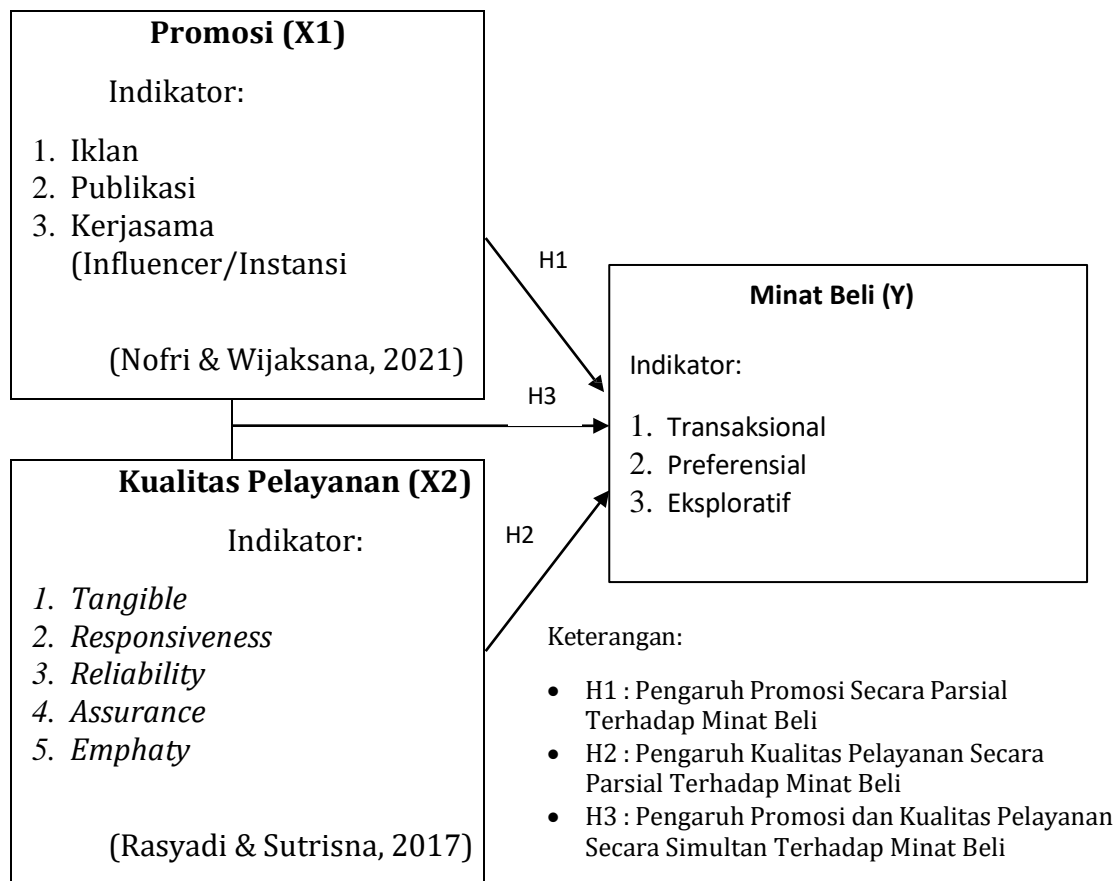 Promosi (X1)
Indikator:
1. Iklan
2. Publikasi
3. Kerjasama
(Influencer/Instansi
(Nofri & Wijaksana, 2021)
H1
H3
Kualitas Pelayanan (X2)
Indikator:
1. Tangible
2. Responsiveness
3. Reliability
4. Assurance
5. Emphaty
(Rasyadi & Sutrisna, 2017)
H2
Minat Beli (Y)
Indikator:
1. Transaksional
2. Preferensial
3. Eksploratif
Keterangan:
• H1 : Pengaruh Promosi Secara Parsial
Terhadap Minat Beli
• H2 : Pengaruh Kualitas Pelayanan Secara
Parsial Terhadap Minat Beli
• H3 : Pengaruh Promosi dan Kualitas Pelayanan
Secara Simultan Terhadap Minat Beli